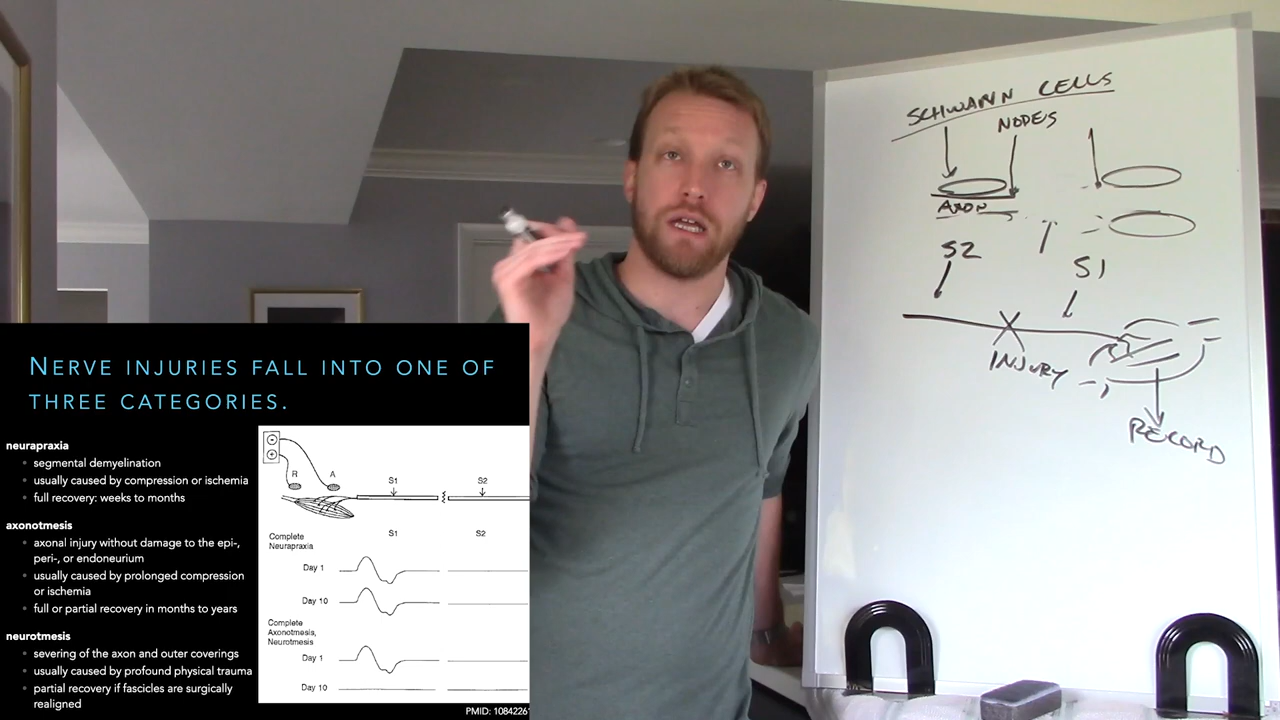 NERVE INJURIES FALL INTO ONE OF
THREE CATEGORIES.
neurapraxia
segmental demyelination
usually caused by compression or ischemia
full recovery: weeks to months
axonotmesis
axonal injury without damage to the epi-,
peri-, or endoneurium
usually caused by prolonged compression
or ischemia
full or partial recovery in months to years
neurotmesis
severing of the axon and outer coverings
usually caused by profound physical trauma
partial recovery if fascicles are surgically
realigned
R A
S1 S2
Complete
Neurapraxia
S1 S2
Day 1
Day 10
Complete
Axonotmesis,
Neurotmesis
Day 1
Day 10
PMID: 1084226
SCHWANN CELLS
NODES
AXON
S2
S1
INJURY
RECORD